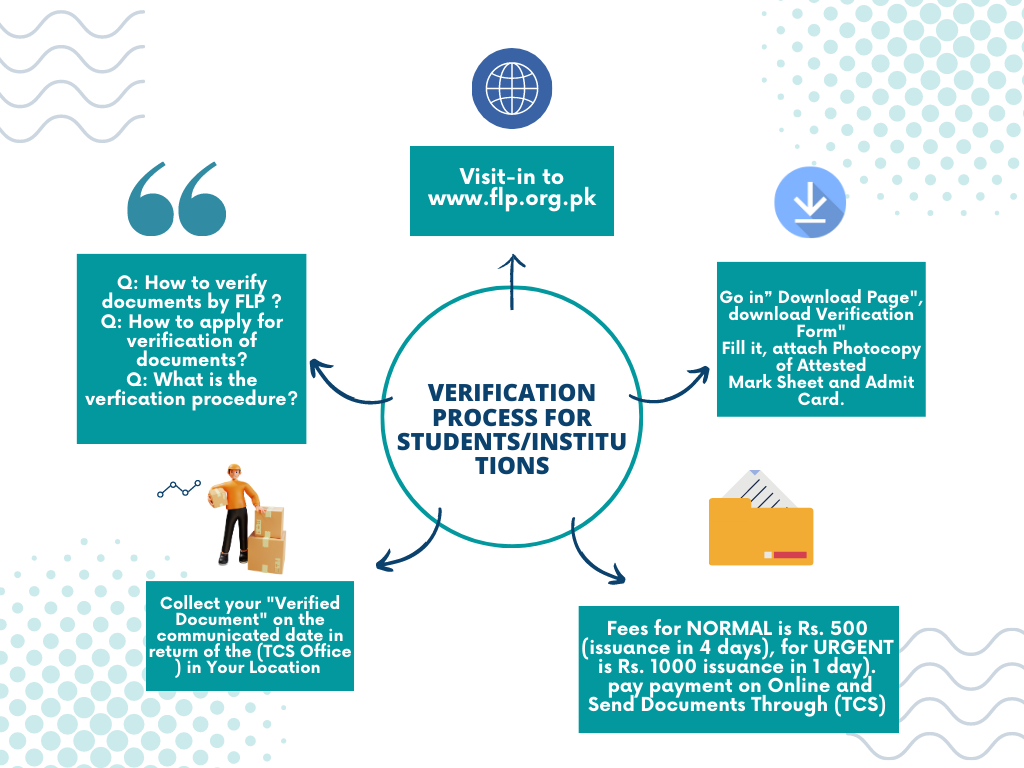 Visit-in to
www.flp.org.pk
Q: How to verify
documents by FLP ?
Q: How to apply for
verification of
documents?
Q: What is the
verfication procedure?
Go in" Download Page",
download Verification
Form"
Fill it, attach Photocopy
of Attested
Mark Sheet and Admit
Card.
VERIFICATION
PROCESS FOR
STUDENTS/INSTITU
TIONS
Collect your "Verified
Document" on the
communicated date in
return of the (TCS Office
) in Your Location
Fees for NORMAL is Rs. 500
(issuance in 4 days), for URGENT
is Rs. 1000 issuance in 1 day).
pay payment on Online and
Send Documents Through (TCS)